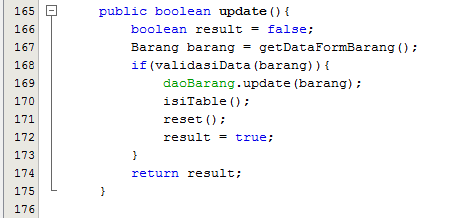 165 public boolean update(){
166 boolean result = false;
167 Barang barang = getDataFormBarang();
168 if(validasiData(barang)){
169 daoBarang.update(barang);
170 isiTable();
171 reset();
172 result = true;
173 }
174 return result;
175 }
176